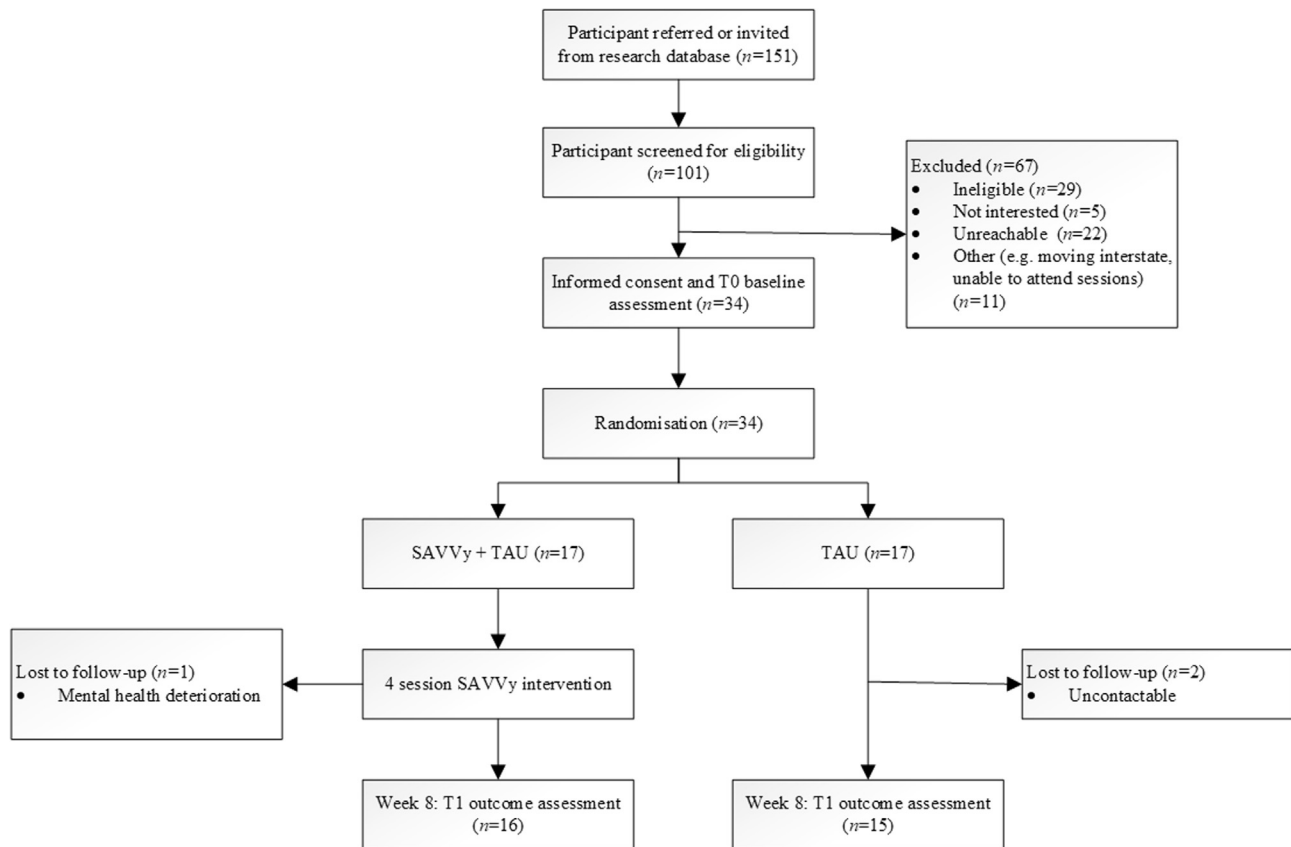 Participant referred or invited
from research database (n=151)
Participant screened for eligibility
(n=101)
Excluded (n=67)
• Ineligible (n=29)
• Not interested (n=5)
• Unreachable (n=22)
• Other (e.g. moving interstate,
unable to attend sessions)
(n=11)
Informed consent and T0 baseline
assessment (n=34)
Randomisation (n=34)
SAVVy + TAU (n=17)
TAU (n=17)
Lost to follow-up (n=1)
• Mental health deterioration
4 session SAVVy intervention
Lost to follow-up (n=2)
• Uncontactable
Week 8: T1 outcome assessment
(n=16)
Week 8: T1 outcome assessment
(n=15)